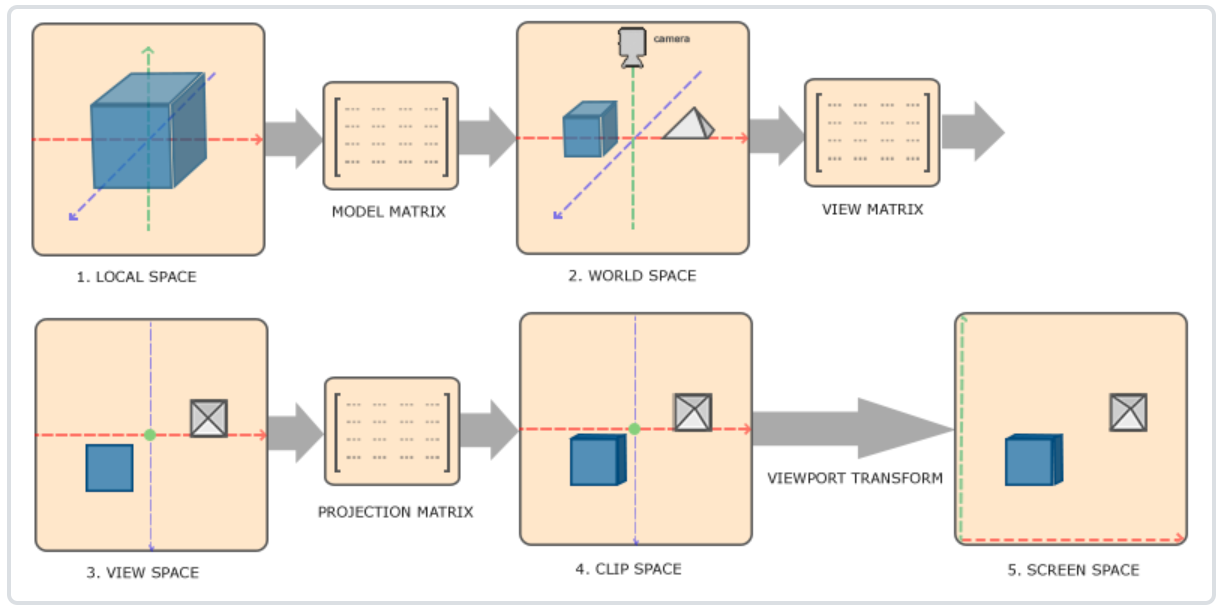 camera
MODEL MATRIX
VIEW MATRIX
1. LOCAL SPACE
2. WORLD SPACE
VIEWPORT TRANSFORM
PROJECTION MATRIX
3. VIEW SPACE
4. CLIP SPACE
5. SCREEN SPACE